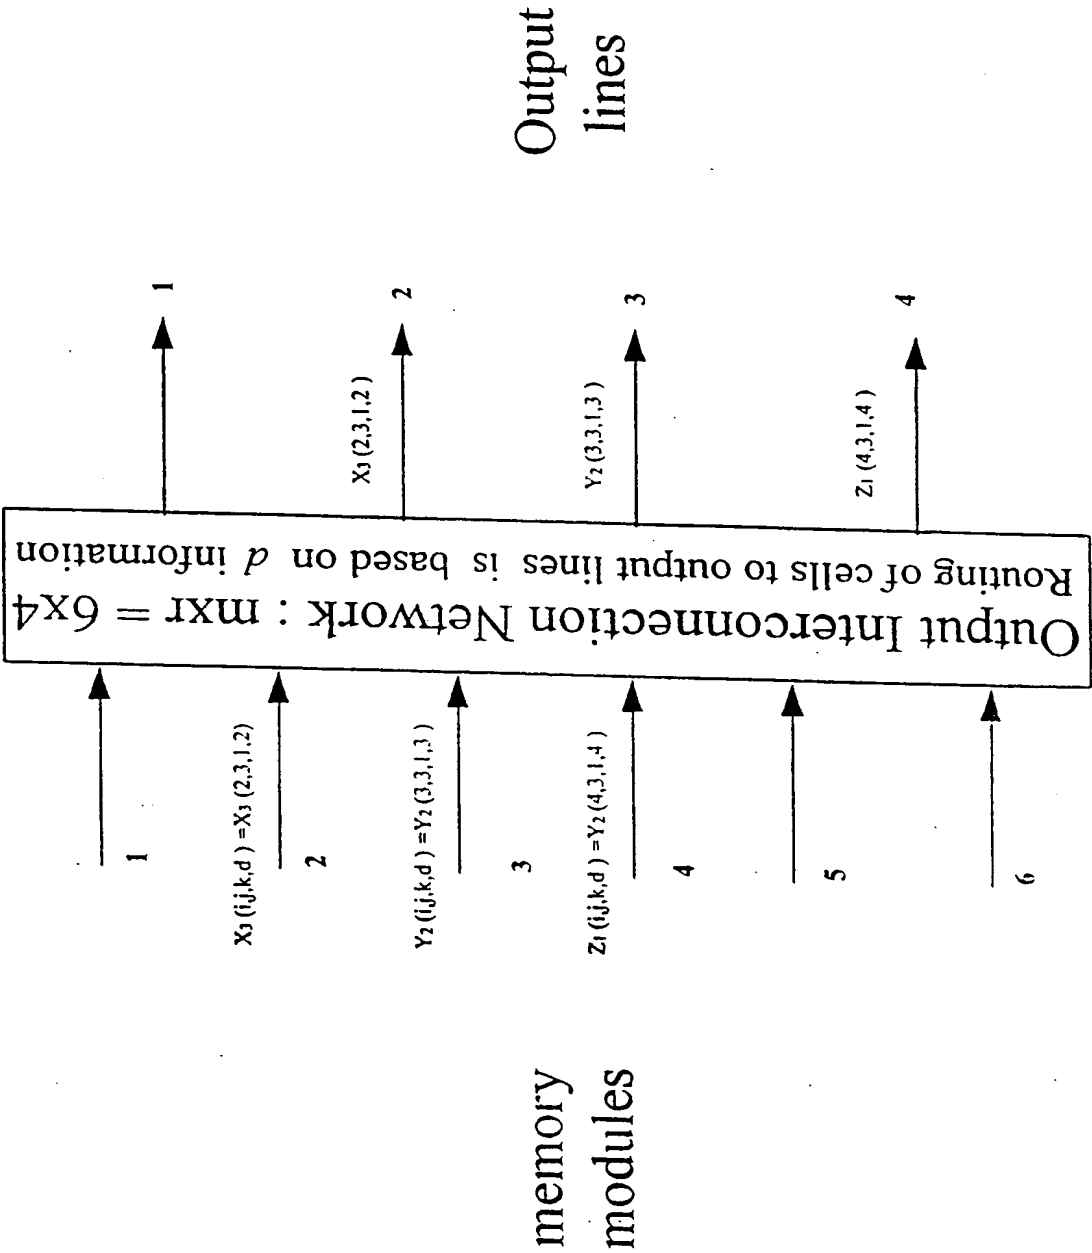 memory
modules
1
X3 (i,j,k,d ) =X3 (2,3,1,2)
2
Y2 (i,j,k,d ) =Y2 (3,3,1,3 )
3
Z1 (i,j,k,d ) =Y2 (4,3,1,4 )
4
5
6
Output Interconnection Network : mxr = 6x4
Routing of cells to output lines is based on d information
1
X3 (2,3,1,2 )
2
Y2 (3,3,1,3 )
3
Z1 (4,3,1,4 )
4
Output
lines